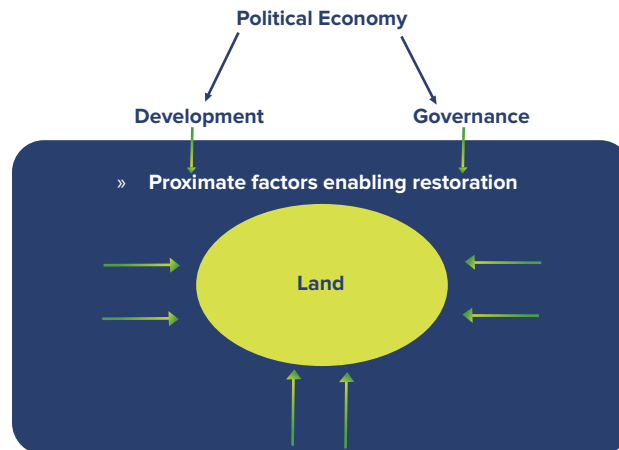 Political Economy
Development Governance
» Proximate factors enabling restoration
Land